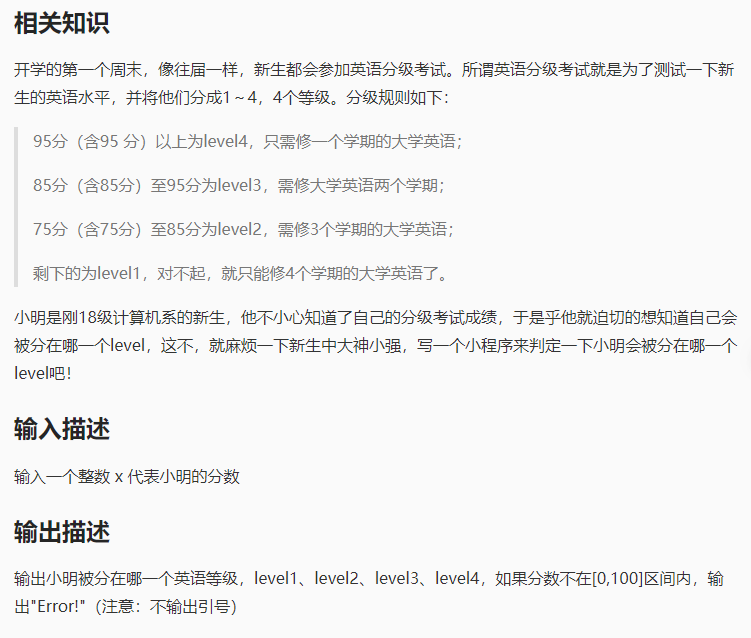 相关知识
开学的第一个周末，像往届一样，新生都会参加英语分级考试。所谓英语分级考试就是为了测试一下新
生的英语水平，并将他们分成1～4，4个等级。分级规则如下：
95分（含95 分）以上为level4，只需修一个学期的大学英语；
85分（含85分）至95分为level3，需修大学英语两个学期；
75分（含75分）至85分为level2，需修3个学期的大学英语；
剩下的为level1，对不起，就只能修4个学期的大学英语了。
小明是刚18级计算机系的新生，他不小心知道了自己的分级考试成绩，于是乎他就迫切的想知道自己会
被分在哪一个level，这不，就麻烦一下新生中大神小强，写一个小程序来判定一下小明会被分在哪一个
level吧！
输入描述
输入一个整数 x 代表小明的分数
输出描述
输出小明被分在哪一个英语等级，level1、level2、level3、level4，如果分数不在[0,100]区间内，输
出"Error!"（注意：不输出引号）